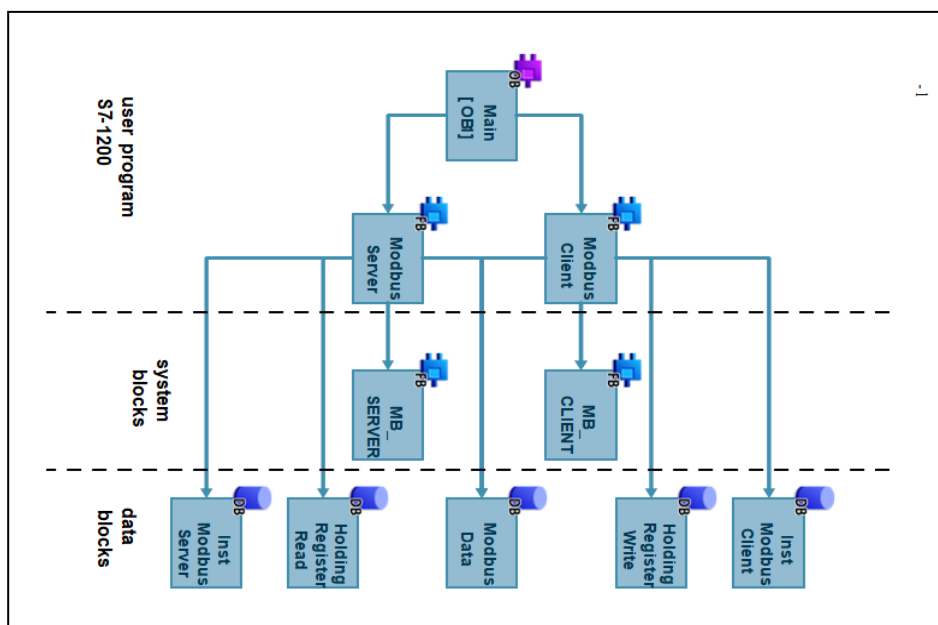 - 1
DB
Inst
Modbus
Client
DB
Holding
Register
Write
FB
Modbus
Client
FB
MB_
CLIENT
OB
Main
[ OB1]
DB
Modbus
Data
FB
Modbus
Server
FB
MB_
SERVER
DB
Holding
Register
Read
DB
Inst
Modbus
Server
user program
S7-1200
system
blocks
data
blocks